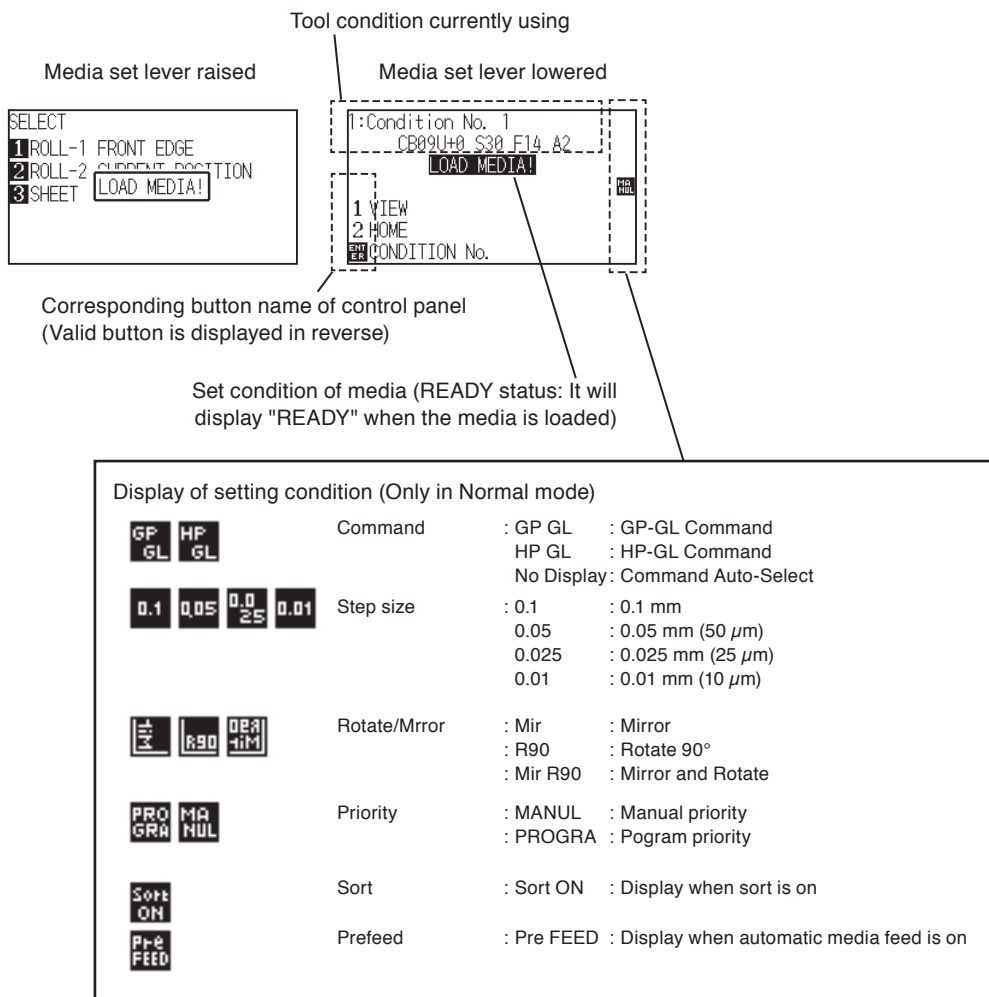 Tool condition currently using
Media set lever raised
Media set lever lowered
SELECT
1 ROLL-1 FRONT EDGE
2 ROLL-2 CURRENT POSITION
3 SHEET
LOAD MEDIA!
1:Condition No. 1
CB09U+0 S30 F14 A2
LOAD MEDIA!
MA
NUL
1 VIEW
2 HOME
ENT
ER CONDITION No.
Corresponding button name of control panel
(Valid button is displayed in reverse)
Set condition of media (READY status: It will
display "READY" when the media is loaded)
Display of setting condition (Only in Normal mode)
GP
GL
HP
GL
Command : GP GL : GP-GL Command
HP GL : HP-GL Command
No Display : Command Auto-Select
0.1 0.05 0.0
25 0.01
Step size : 0.1 : 0.1 mm
0.05 : 0.05 mm (50 µm)
0.025 : 0.025 mm (25 µm)
0.01 : 0.01 mm (10 µm)
Mir R90 R90
Mir
Rotate/Mrror : Mir : Mirror
: R90 : Rotate 90°
: Mir R90 : Mirror and Rotate
PRO
GRA
MA
NUL
Priority : MANUL : Manual priority
: PROGRA : Pogram priority
Sort
ON
Sort : Sort ON : Display when sort is on
Pre
FEED
Prefeed : Pre FEED : Display when automatic media feed is on